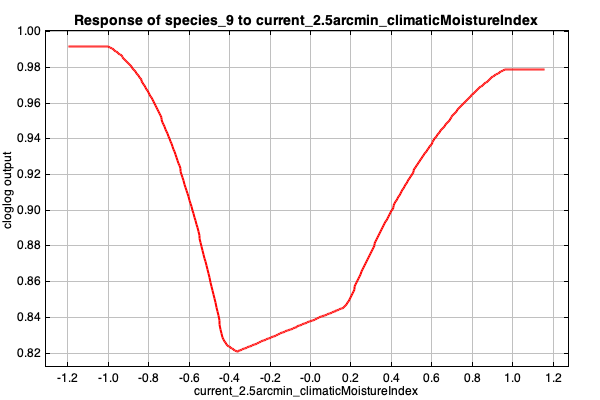 Response of species_9 to current_2.5arcmin_climaticMoistureIndex
cloglog output
1.00
0.98
0.96
0.94
0.92
0.90
0.88
0.86
0.84
0.82
-1.2 -1.0 -0.8 -0.6 -0.4 -0.2 -0.0 0.2 0.4 0.6 0.8 1.0 1.2
current_2.5arcmin_climaticMoistureIndex